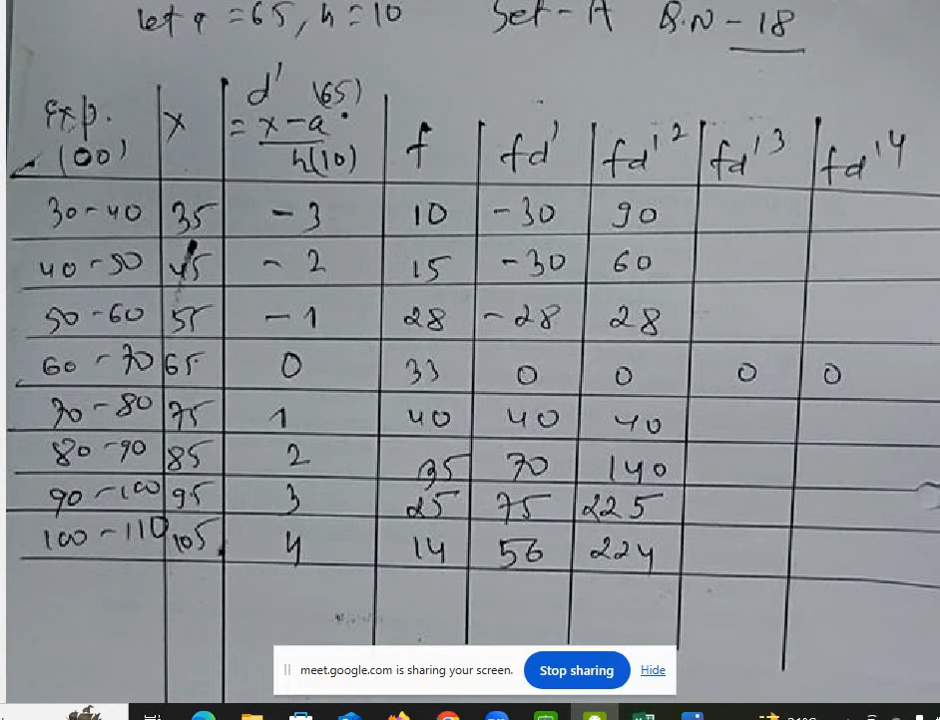 let a = 65, h = 10 Set - A Q.N - 18
Exp. (00) | x | d' (65) = x - a / h(10) | f | fd' | fd'2 | fd'3 | fd'4
30-40 | 35 | -3 | 10 | -30 | 90
40-50 | 45 | -2 | 15 | -30 | 60
50-60 | 55 | -1 | 28 | -28 | 28
60-70 | 65 | 0 | 33 | 0 | 0 | 0 | 0
70-80 | 75 | 1 | 40 | 40 | 40
80-90 | 85 | 2 | 35 | 70 | 140
90-100 | 95 | 3 | 25 | 75 | 225
100-110 | 105 | 4 | 14 | 56 | 224
meet.google.com is sharing your screen. Stop sharing Hide